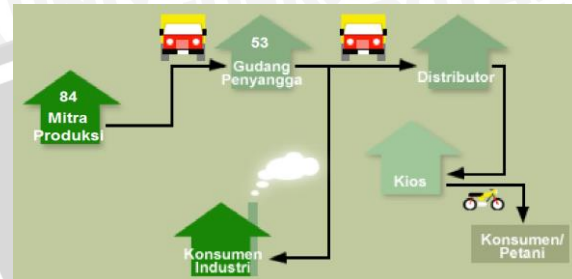 84
Mitra
Produksi
53
Gudang
Penyangga
Distributor
Kios
Konsumen/
Petani
Konsumen
Industri